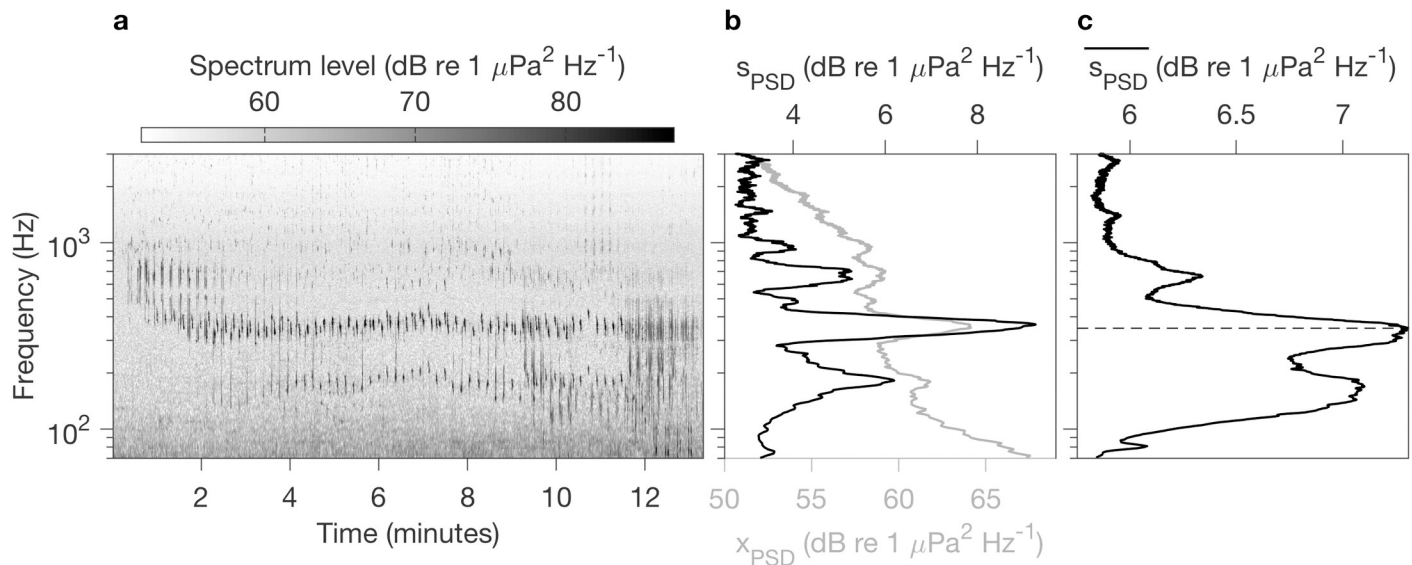 a
Spectrum level (dB re 1 μPa² Hz⁻¹)
60 70 80
Frequency (Hz)
10³
10²
2 4 6 8 10 12
Time (minutes)
b
s_PSD (dB re 1 μPa² Hz⁻¹)
4 6 8
50 55 60 65
x_PSD (dB re 1 μPa² Hz⁻¹)
c
s_PSD (dB re 1 μPa² Hz⁻¹)
6 6.5 7